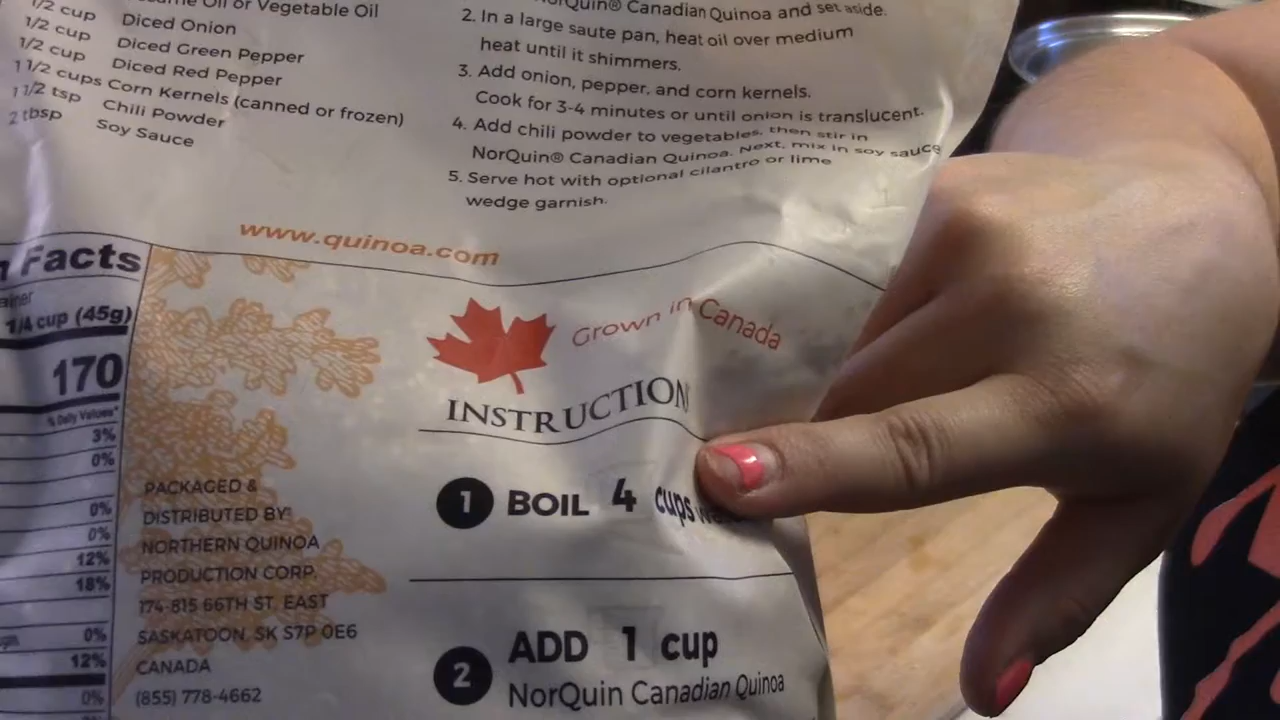 Oil or Vegetable Oil
1/2 cup Diced Onion
1/2 cup Diced Green Pepper
1/2 cup Diced Red Pepper
1 1/2 cups Corn Kernels (canned or frozen)
1 1/2 tsp Chili Powder
2 tbsp Soy Sauce
NorQuin® Canadian Quinoa and set aside.
2. In a large saute pan, heat oil over medium
heat until it shimmers.
3. Add onion, pepper, and corn kernels.
Cook for 3-4 minutes or until onion is translucent.
4. Add chili powder to vegetables, then stir in
NorQuin® Canadian Quinoa. Next, mix in soy sauce
5. Serve hot with optional cilantro or lime
wedge garnish.
www.quinoa.com
Facts
1/4 cup (45g)
170
% Daily Values*
3%
0%
0%
0%
12%
18%
0%
12%
0%
PACKAGED &
DISTRIBUTED BY:
NORTHERN QUINOA
PRODUCTION CORP.
174-815 66TH ST. EAST
SASKATOON, SK S7P 0E6
CANADA
(855) 778-4662
Grown in Canada
INSTRUCTION
1 BOIL 4 cups
2 ADD 1 cup
NorQuin Canadian Quinoa